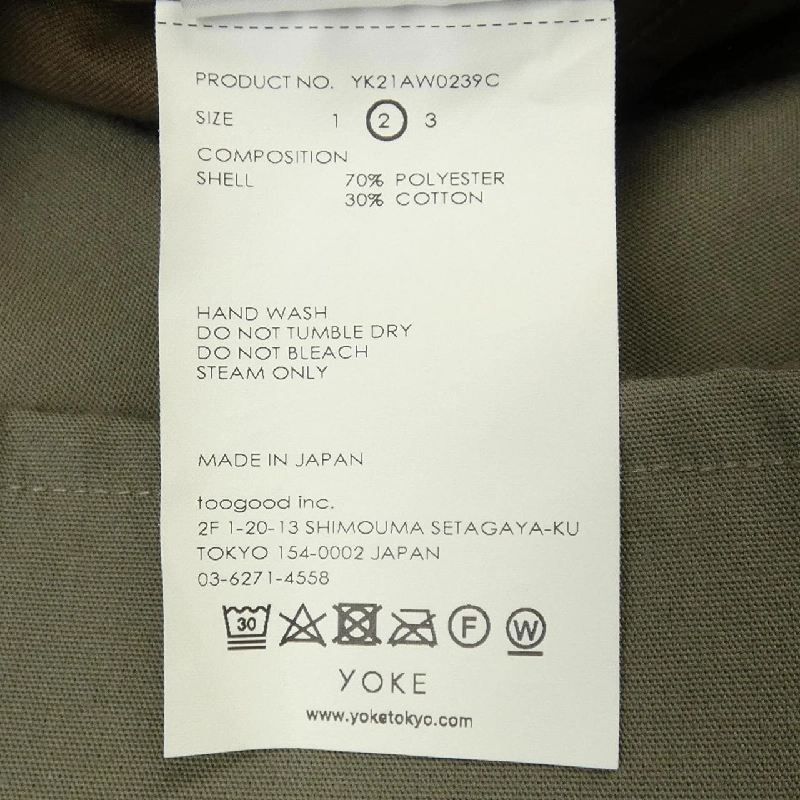 PRODUCT NO. YK21AW0239C
SIZE 1 2 3
COMPOSITION
SHELL 70% POLYESTER
30% COTTON
HAND WASH
DO NOT TUMBLE DRY
DO NOT BLEACH
STEAM ONLY
MADE IN JAPAN
toogood inc.
2F 1-20-13 SHIMOUMA SETAGAYA-KU
TOKYO 154-0002 JAPAN
03-6271-4558
30 F W
YOKE
www.yoketokyo.com